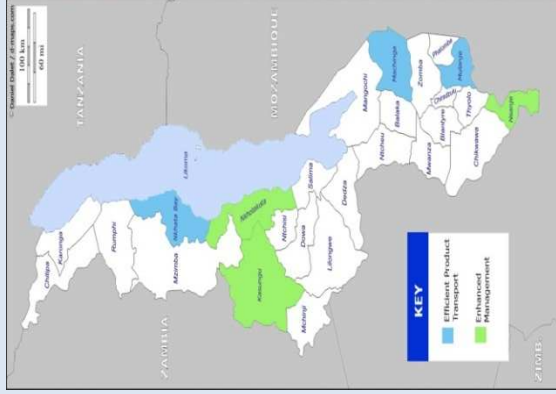 © Daniel Dalet / d-maps.com
100 km
60 mi
TANZANIA
MOZAMBIQUE
ZAMBIA
ZIMB
Chitipa
Karonga
Rumphi
Nkhata Bay
Likoma
Mzimba
Nkhotakota
Kasungu
Ntchisi
Dowa
Salima
Mchinji
Lilongwe
Dedza
Mangochi
Ntcheu
Balaka
Machinga
Zomba
Phalombe
Mulanje
Chiradzulu
Blantyre
Mwanza
Thyolo
Chikwawa
Nsanje
KEY
Efficient Product
Transport
Enhanced
Management